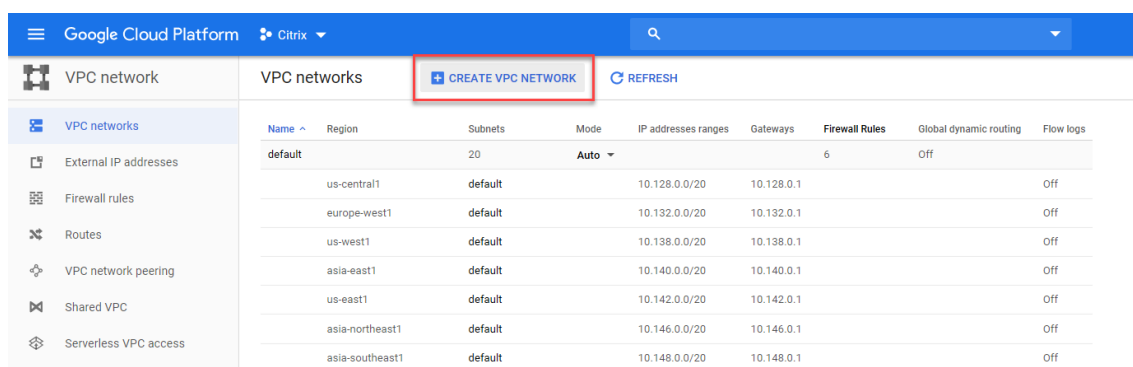 Google Cloud Platform Citrix
VPC network
VPC networks CREATE VPC NETWORK REFRESH
VPC networks
External IP addresses
Firewall rules
Routes
VPC network peering
Shared VPC
Serverless VPC access
Name Region Subnets Mode IP addresses ranges Gateways Firewall Rules Global dynamic routing Flow logs
default 20 Auto 6 Off
us-central1 default 10.128.0.0/20 10.128.0.1 Off
europe-west1 default 10.132.0.0/20 10.132.0.1 Off
us-west1 default 10.138.0.0/20 10.138.0.1 Off
asia-east1 default 10.140.0.0/20 10.140.0.1 Off
us-east1 default 10.142.0.0/20 10.142.0.1 Off
asia-northeast1 default 10.146.0.0/20 10.146.0.1 Off
asia-southeast1 default 10.148.0.0/20 10.148.0.1 Off